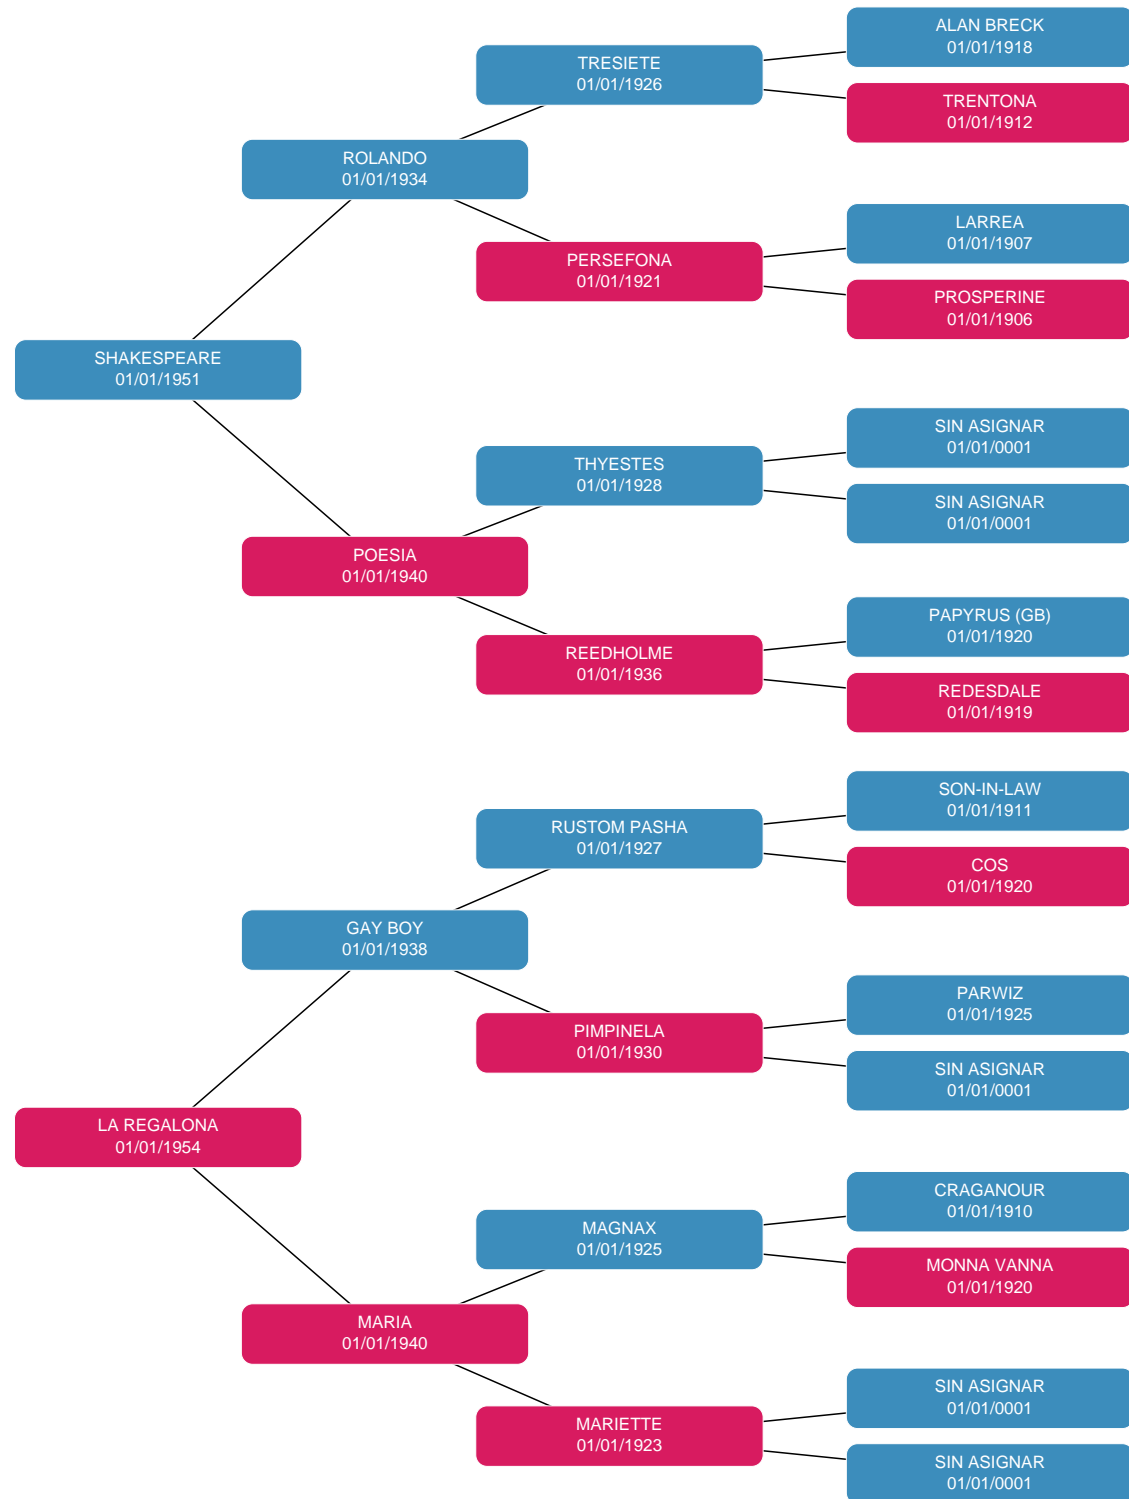 ALAN BRECK
01/01/1918
TRESIETE
01/01/1926
TRENTONA
01/01/1912
ROLANDO
01/01/1934
LARREA
01/01/1907
PERSEFONA
01/01/1921
PROSPERINE
01/01/1906
SHAKESPEARE
01/01/1951
SIN ASIGNAR
01/01/0001
THYESTES
01/01/1928
SIN ASIGNAR
01/01/0001
POESIA
01/01/1940
PAPYRUS (GB)
01/01/1920
REEDHOLME
01/01/1936
REDESDALE
01/01/1919
SON-IN-LAW
01/01/1911
RUSTOM PASHA
01/01/1927
COS
01/01/1920
GAY BOY
01/01/1938
PARWIZ
01/01/1925
PIMPINELA
01/01/1930
SIN ASIGNAR
01/01/0001
LA REGALONA
01/01/1954
CRAGANOUR
01/01/1910
MAGNAX
01/01/1925
MONNA VANNA
01/01/1920
MARIA
01/01/1940
SIN ASIGNAR
01/01/0001
MARIETTE
01/01/1923
SIN ASIGNAR
01/01/0001